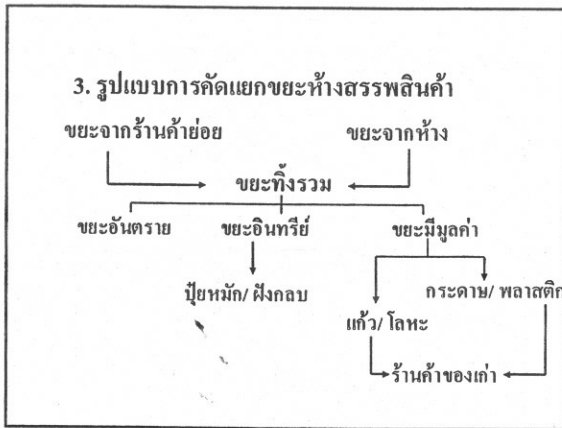 3. รูปแบบการคัดแยกขยะห้างสรรพสินค้า
ขยะจากร้านค้าย่อย ขยะจากห้าง
ขยะทิ้งรวม
ขยะอันตราย ขยะอินทรีย์ ขยะมีมูลค่า
ปุ๋ยหมัก/ ฝังกลบ กระดาษ/ พลาสติก
แก้ว/ โลหะ
ร้านค้าของเก่า